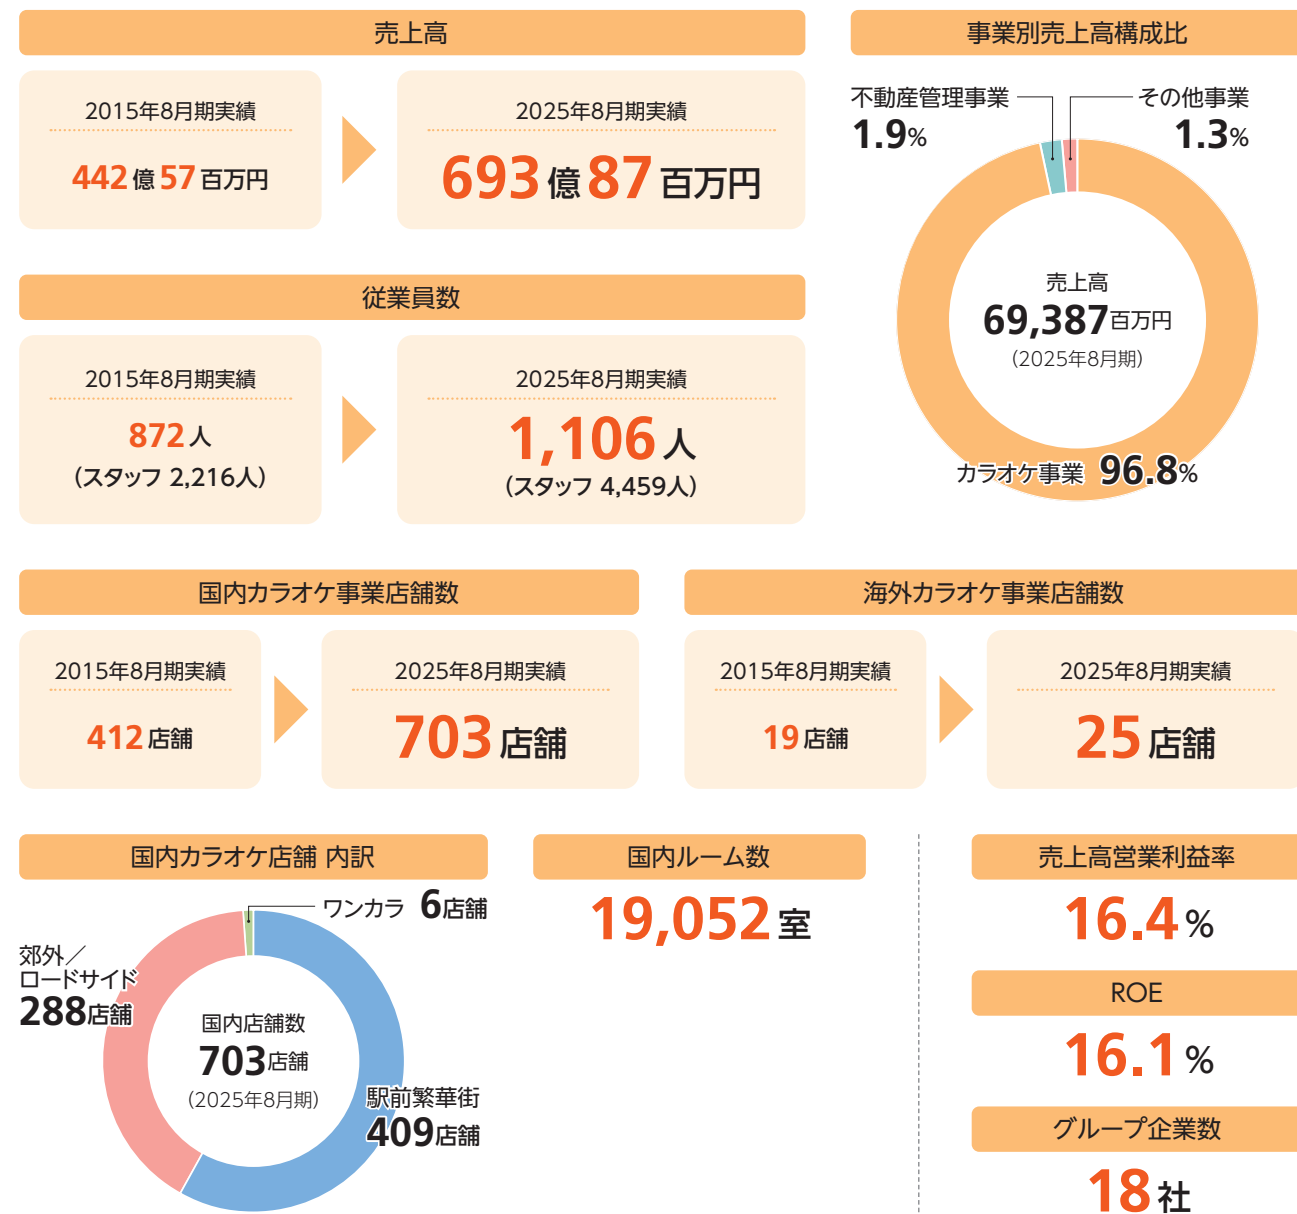 売上高
2015年8月期実績
442億57百万円
2025年8月期実績
693億87百万円
事業別売上高構成比
不動産管理事業
1.9%
その他事業
1.3%
売上高
69,387百万円
(2025年8月期)
カラオケ事業 96.8%
従業員数
2015年8月期実績
872人
(スタッフ 2,216人)
2025年8月期実績
1,106人
(スタッフ 4,459人)
国内カラオケ事業店舗数
2015年8月期実績
412店舗
2025年8月期実績
703店舗
海外カラオケ事業店舗数
2015年8月期実績
19店舗
2025年8月期実績
25店舗
国内カラオケ店舗 内訳
ワンカラ 6店舗
郊外／
ロードサイド
288店舗
国内店舗数
703店舗
(2025年8月期)
駅前繁華街
409店舗
国内ルーム数
19,052室
売上高営業利益率
16.4%
ROE
16.1%
グループ企業数
18社